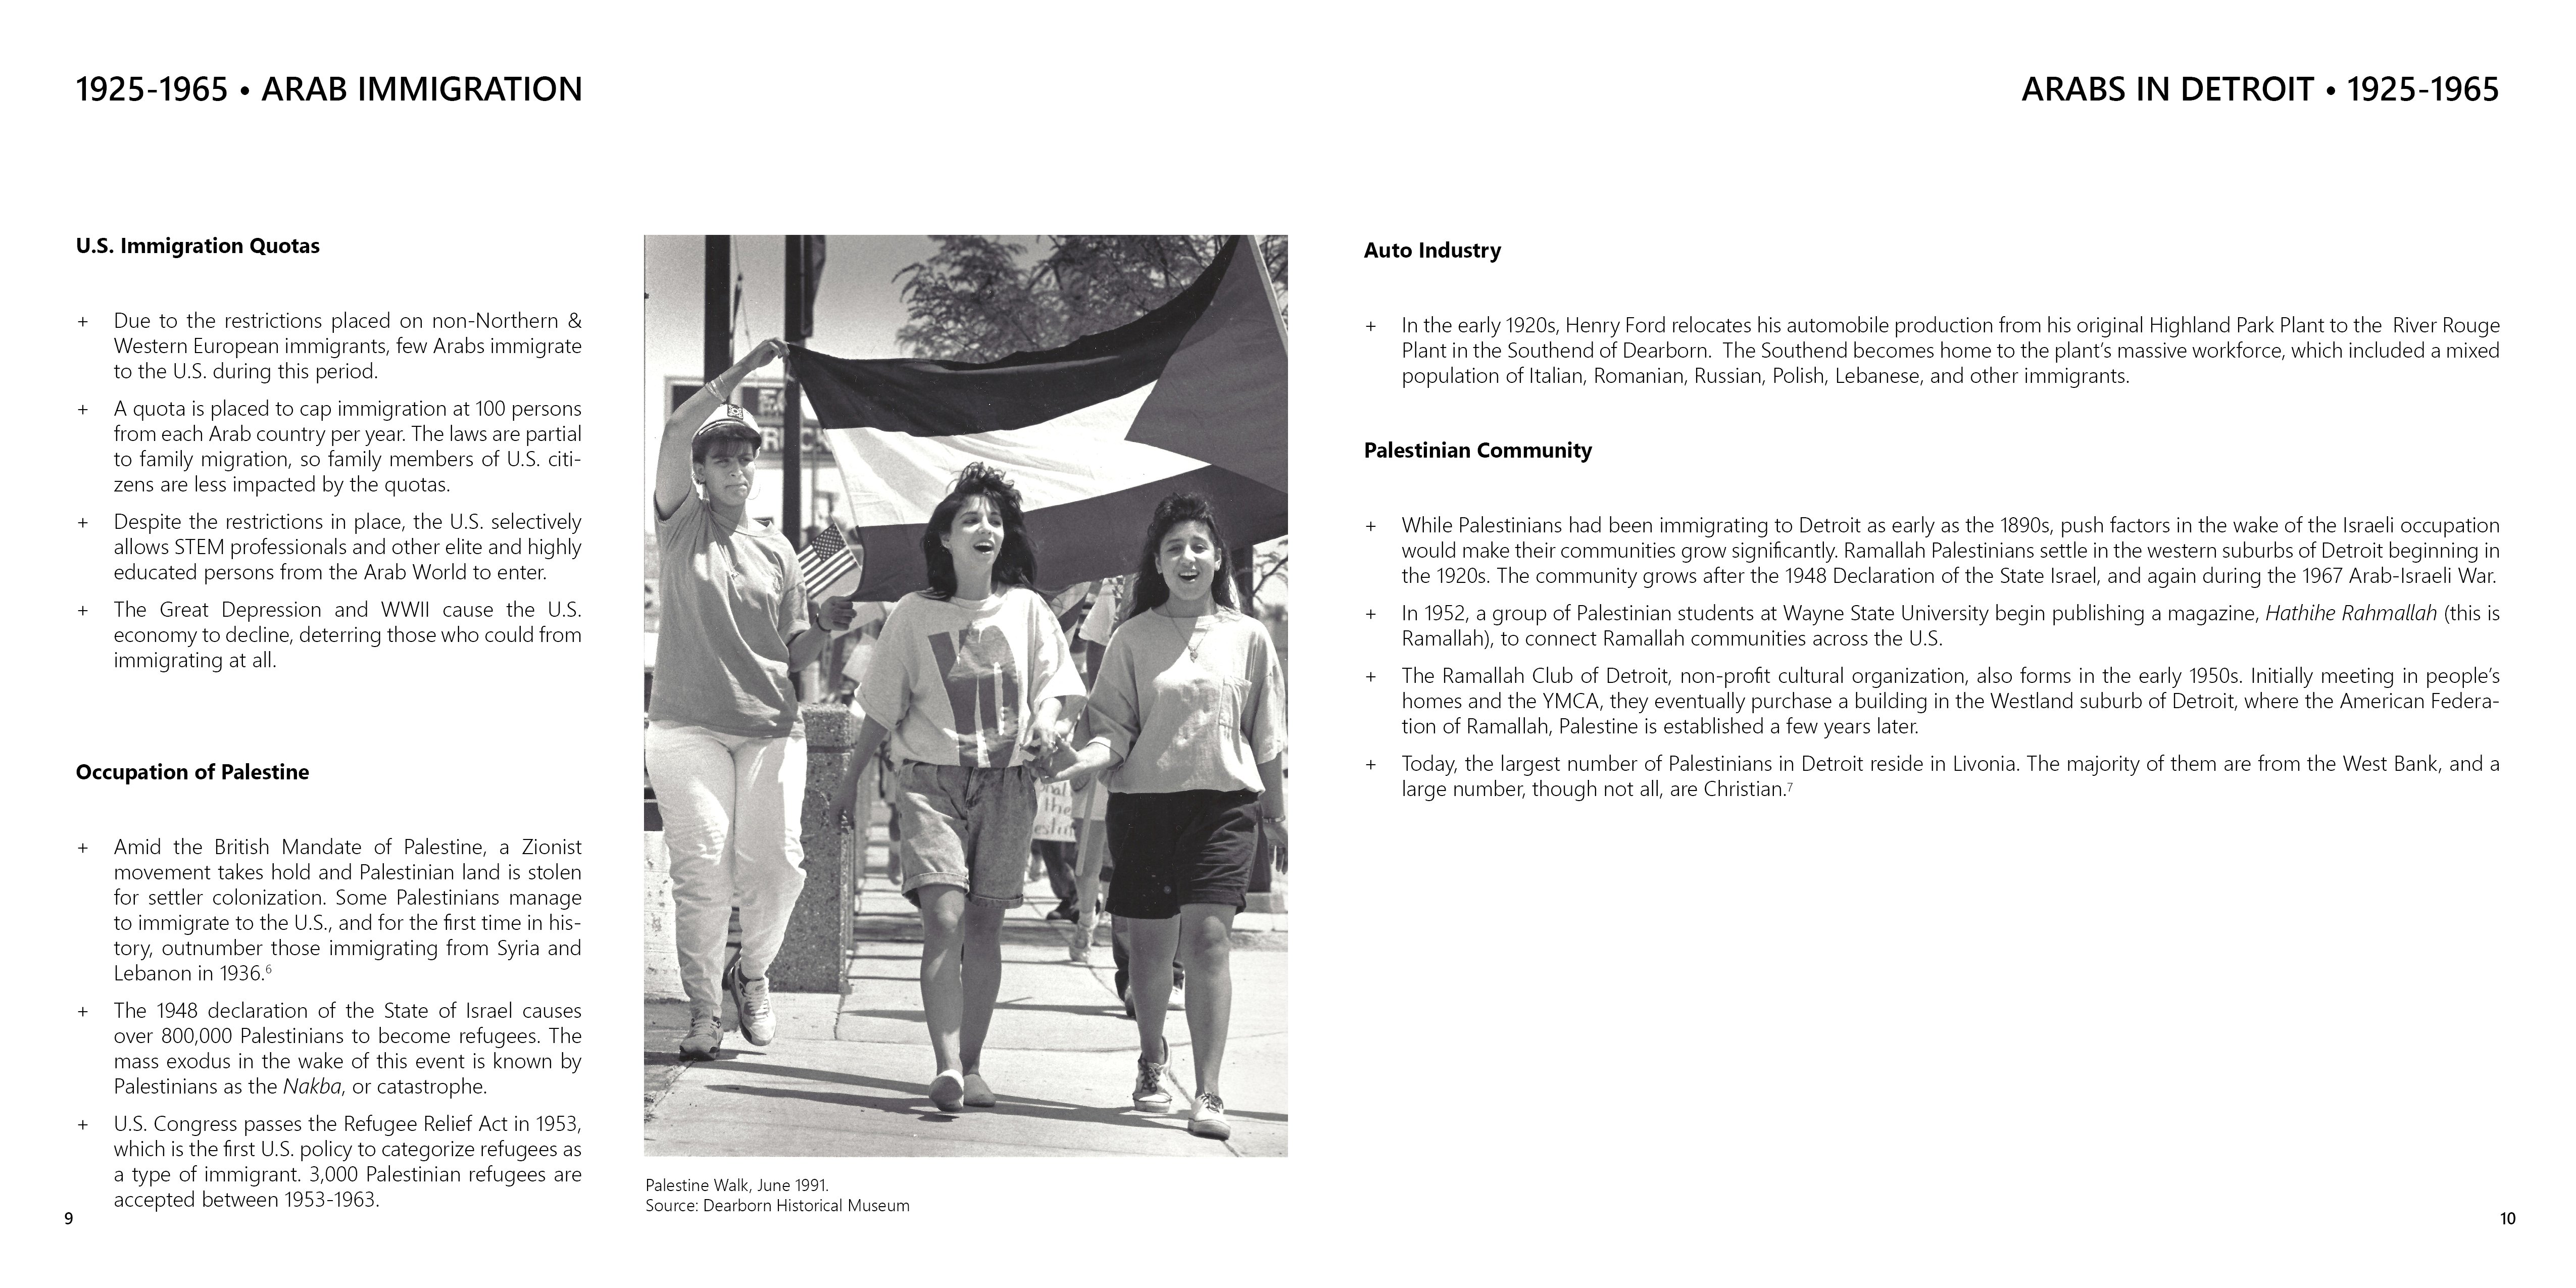 1925-1965 • ARAB IMMIGRATION
U.S. Immigration Quotas
+ Due to the restrictions placed on non-Northern &
Western European immigrants, few Arabs immigrate
to the U.S. during this period.
+ A quota is placed to cap immigration at 100 persons
from each Arab country per year. The laws are partial
to family migration, so family members of U.S. citi-
zens are less impacted by the quotas.
+ Despite the restrictions in place, the U.S. selectively
allows STEM professionals and other elite and highly
educated persons from the Arab World to enter.
+ The Great Depression and WWII cause the U.S.
economy to decline, deterring those who could from
immigrating at all.
Occupation of Palestine
+ Amid the British Mandate of Palestine, a Zionist
movement takes hold and Palestinian land is stolen
for settler colonization. Some Palestinians manage
to immigrate to the U.S., and for the first time in his-
tory, outnumber those immigrating from Syria and
Lebanon in 1936.6
+ The 1948 declaration of the State of Israel causes
over 800,000 Palestinians to become refugees. The
mass exodus in the wake of this event is known by
Palestinians as the Nakba, or catastrophe.
+ U.S. Congress passes the Refugee Relief Act in 1953,
which is the first U.S. policy to categorize refugees as
a type of immigrant. 3,000 Palestinian refugees are
accepted between 1953-1963.
9
the
Palestine Walk, June 1991.
Source: Dearborn Historical Museum
ARABS IN DETROIT • 1925-1965
Auto Industry
+ In the early 1920s, Henry Ford relocates his automobile production from his original Highland Park Plant to the River Rouge
Plant in the Southend of Dearborn. The Southend becomes home to the plant's massive workforce, which included a mixed
population of Italian, Romanian, Russian, Polish, Lebanese, and other immigrants.
Palestinian Community
+ While Palestinians had been immigrating to Detroit as early as the 1890s, push factors in the wake of the Israeli occupation
would make their communities grow significantly. Ramallah Palestinians settle in the western suburbs of Detroit beginning in
the 1920s. The community grows after the 1948 Declaration of the State Israel, and again during the 1967 Arab-Israeli War.
+ In 1952, a group of Palestinian students at Wayne State University begin publishing a magazine, Hathihe Rahmallah (this is
Ramallah), to connect Ramallah communities across the U.S.
+ The Ramallah Club of Detroit, non-profit cultural organization, also forms in the early 1950s. Initially meeting in people's
homes and the YMCA, they eventually purchase a building in the Westland suburb of Detroit, where the American Federa-
tion of Ramallah, Palestine is established a few years later.
+ Today, the largest number of Palestinians in Detroit reside in Livonia. The majority of them are from the West Bank, and a
large number, though not all, are Christian.7
10